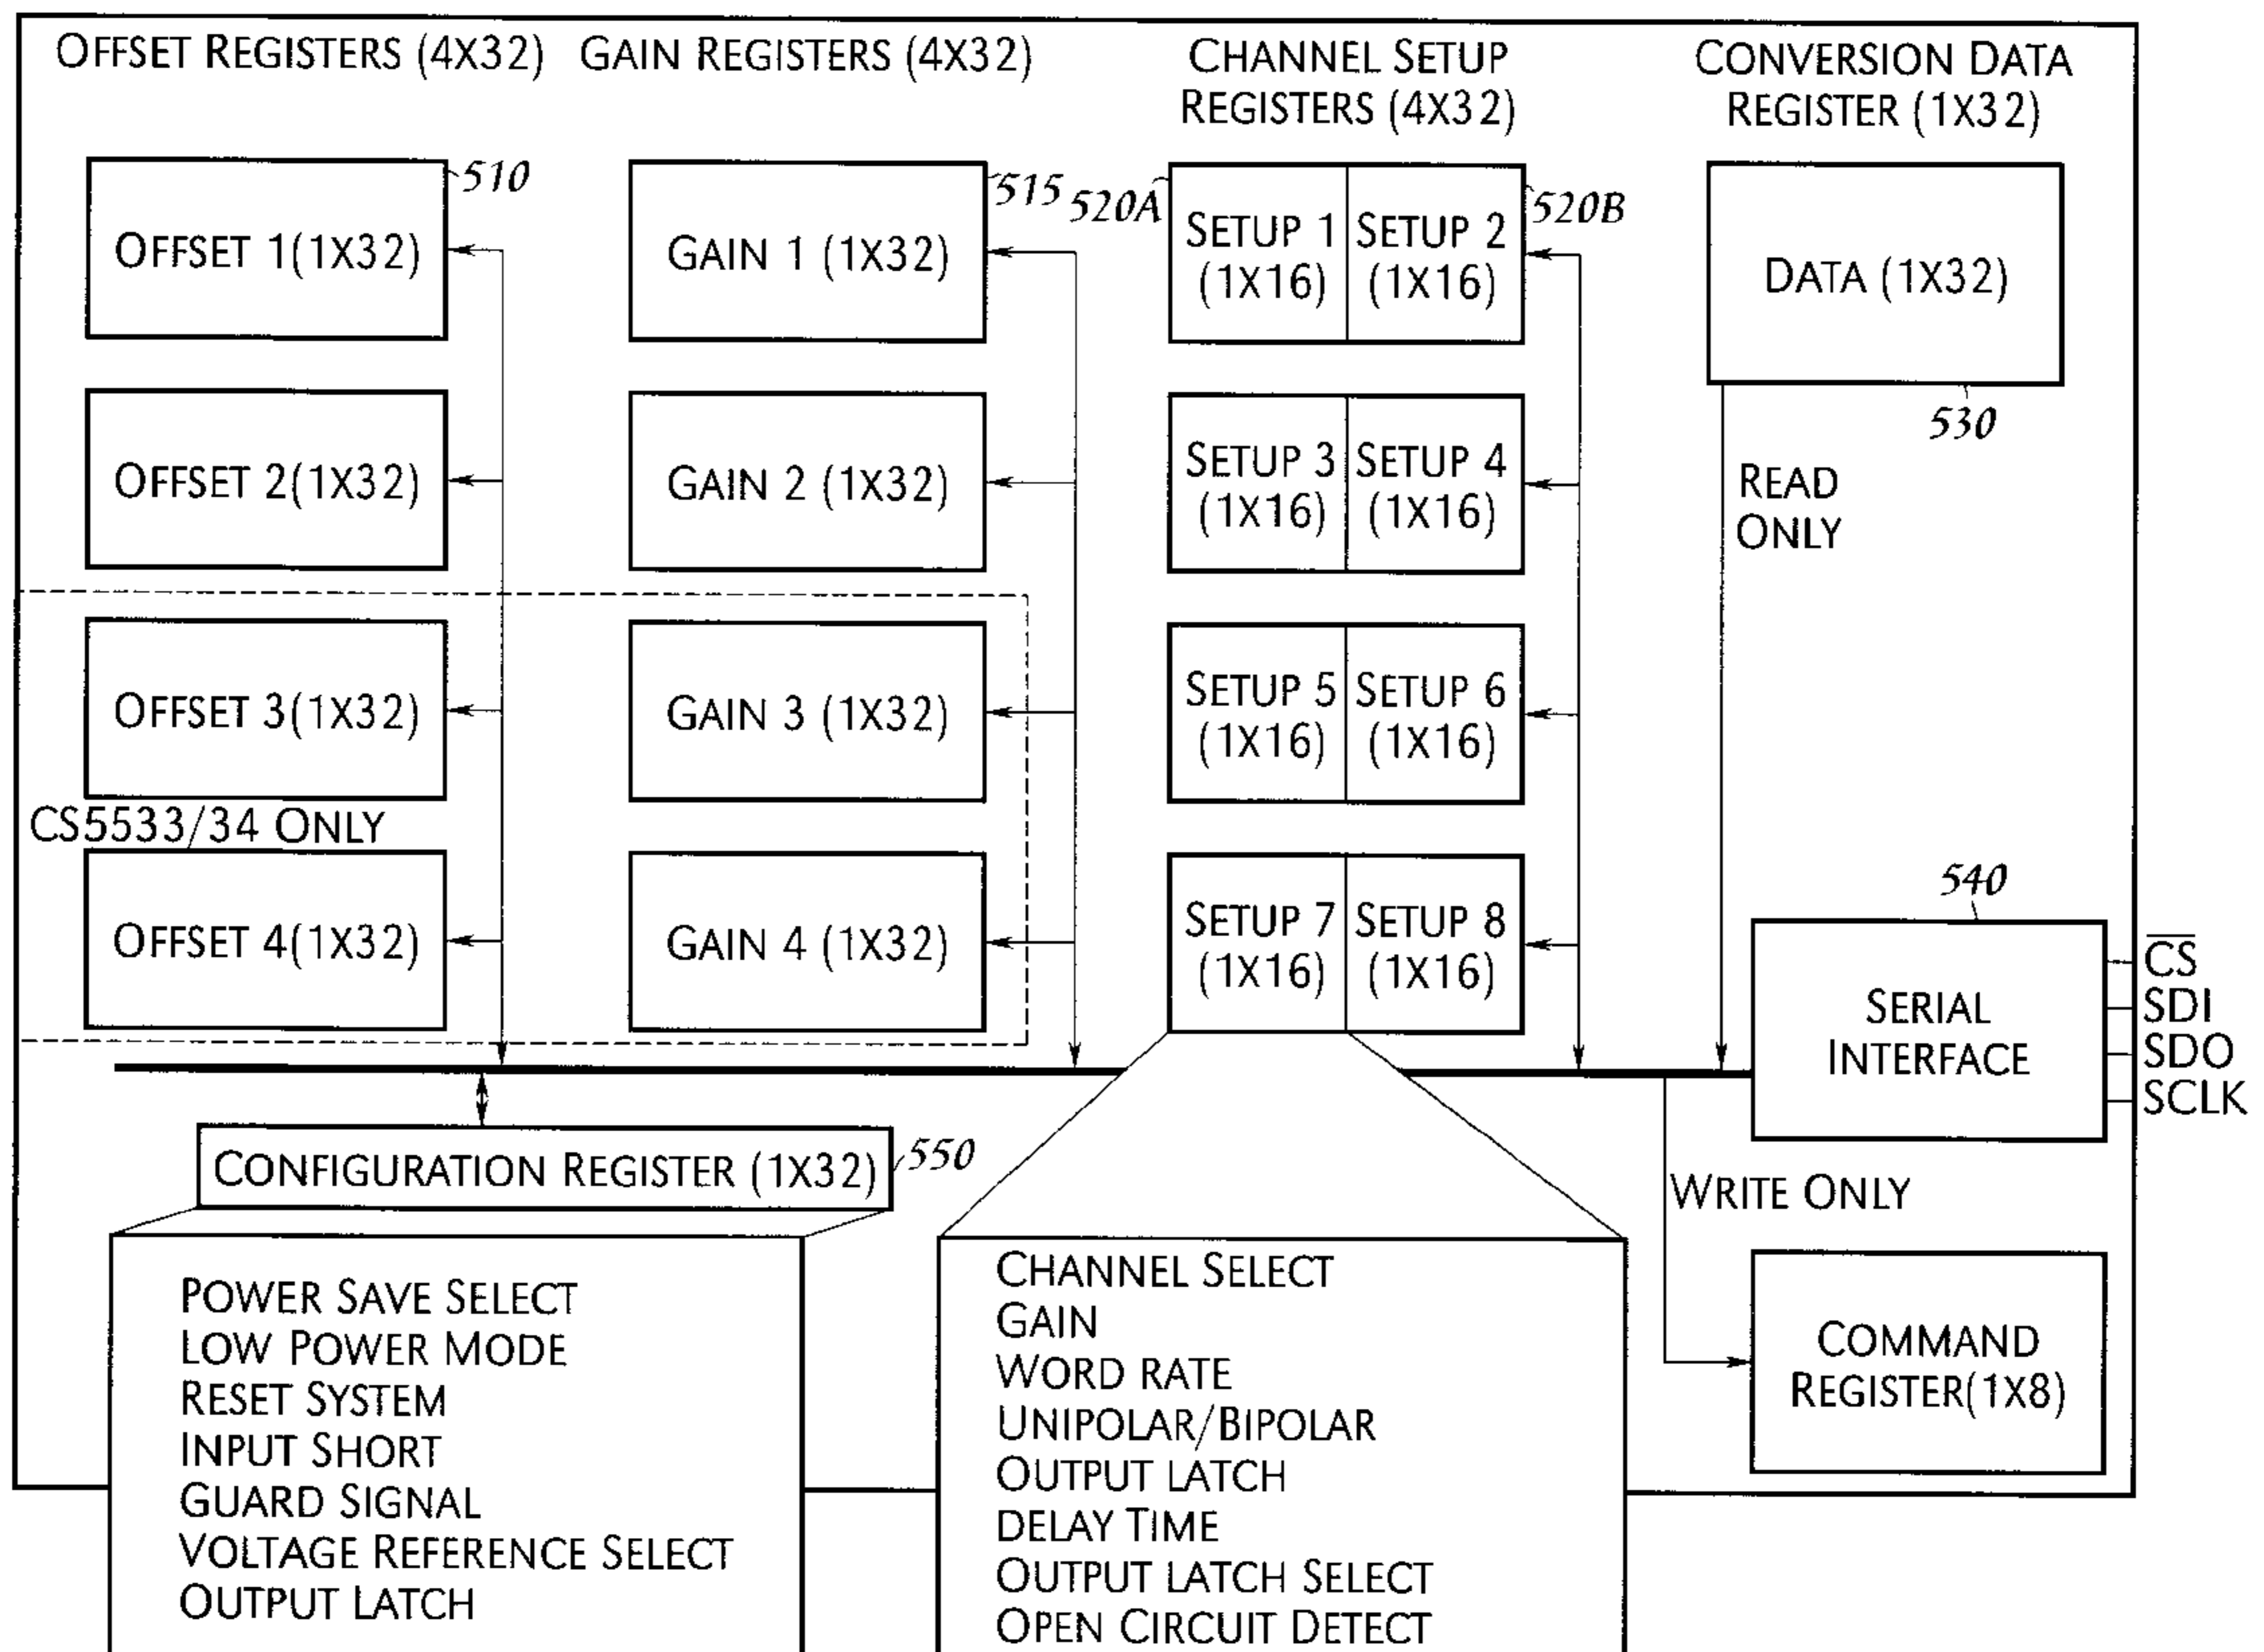 OFFSET REGISTERS (4X32)
GAIN REGISTERS (4X32)
CHANNEL SETUP
REGISTERS (4X32)
CONVERSION DATA
REGISTER (1X32)
510
515
520A
520B
OFFSET 1(1X32)
GAIN 1 (1X32)
SETUP 1
(1X16)
SETUP 2
(1X16)
DATA (1X32)
530
OFFSET 2(1X32)
GAIN 2 (1X32)
SETUP 3
(1X16)
SETUP 4
(1X16)
READ
ONLY
OFFSET 3(1X32)
GAIN 3 (1X32)
SETUP 5
(1X16)
SETUP 6
(1X16)
CS5533/34 ONLY
OFFSET 4(1X32)
GAIN 4 (1X32)
SETUP 7
(1X16)
SETUP 8
(1X16)
540
SERIAL
INTERFACE
C̅S̅
SDI
SDO
SCLK
CONFIGURATION REGISTER (1X32)
550
WRITE ONLY
COMMAND
REGISTER(1X8)
POWER SAVE SELECT
LOW POWER MODE
RESET SYSTEM
INPUT SHORT
GUARD SIGNAL
VOLTAGE REFERENCE SELECT
OUTPUT LATCH
CHANNEL SELECT
GAIN
WORD RATE
UNIPOLAR/BIPOLAR
OUTPUT LATCH
DELAY TIME
OUTPUT LATCH SELECT
OPEN CIRCUIT DETECT